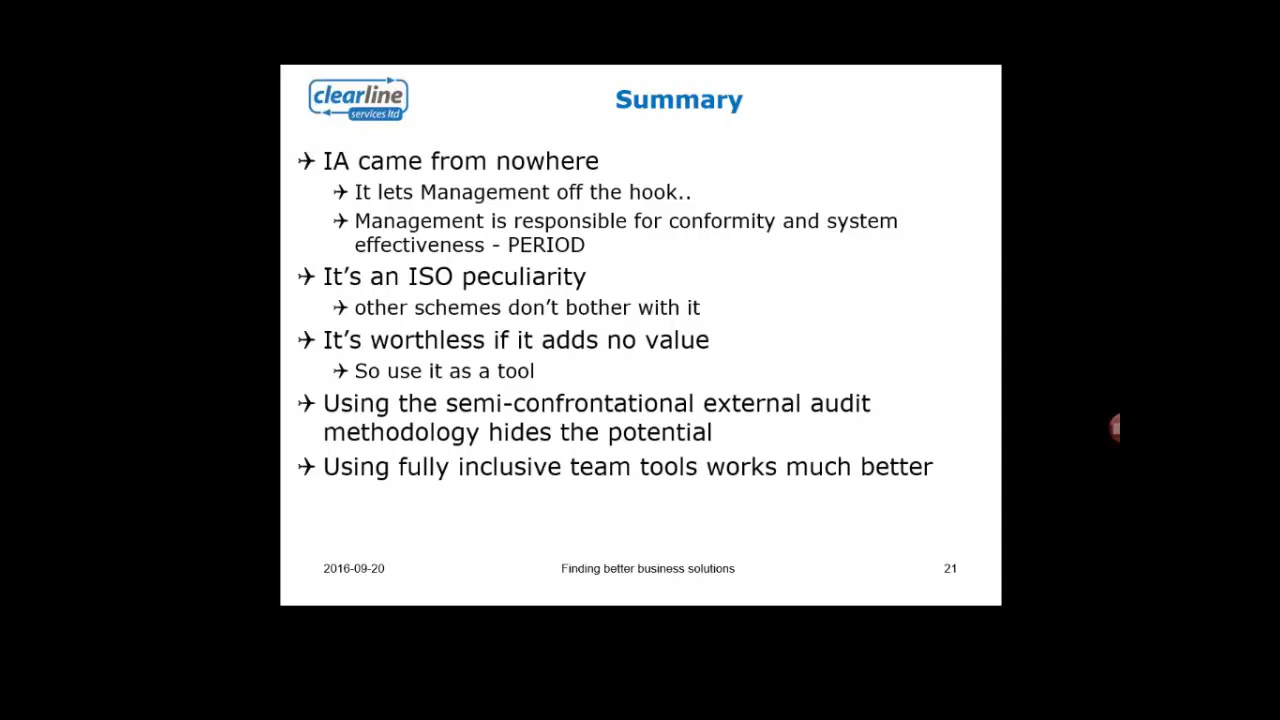 clearline
services ltd
Summary
IA came from nowhere
It lets Management off the hook..
Management is responsible for conformity and system
effectiveness - PERIOD
It’s an ISO peculiarity
other schemes don’t bother with it
It’s worthless if it adds no value
So use it as a tool
Using the semi-confrontational external audit
methodology hides the potential
Using fully inclusive team tools works much better
2016-09-20 Finding better business solutions 21